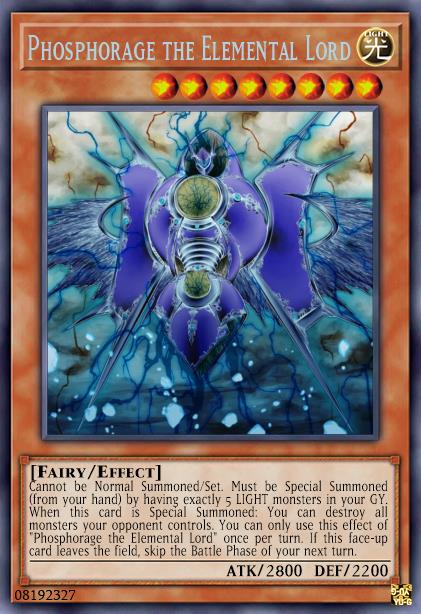 Phosphorage the Elemental Lord
LIGHT
光
[Fairy/Effect]
Cannot be Normal Summoned/Set. Must be Special Summoned
(from your hand) by having exactly 5 LIGHT monsters in your GY.
When this card is Special Summoned: You can destroy all
monsters your opponent controls. You can only use this effect of
"Phosphorage the Elemental Lord" once per turn. If this face-up
card leaves the field, skip the Battle Phase of your next turn.
ATK/2800 DEF/2200
08192327